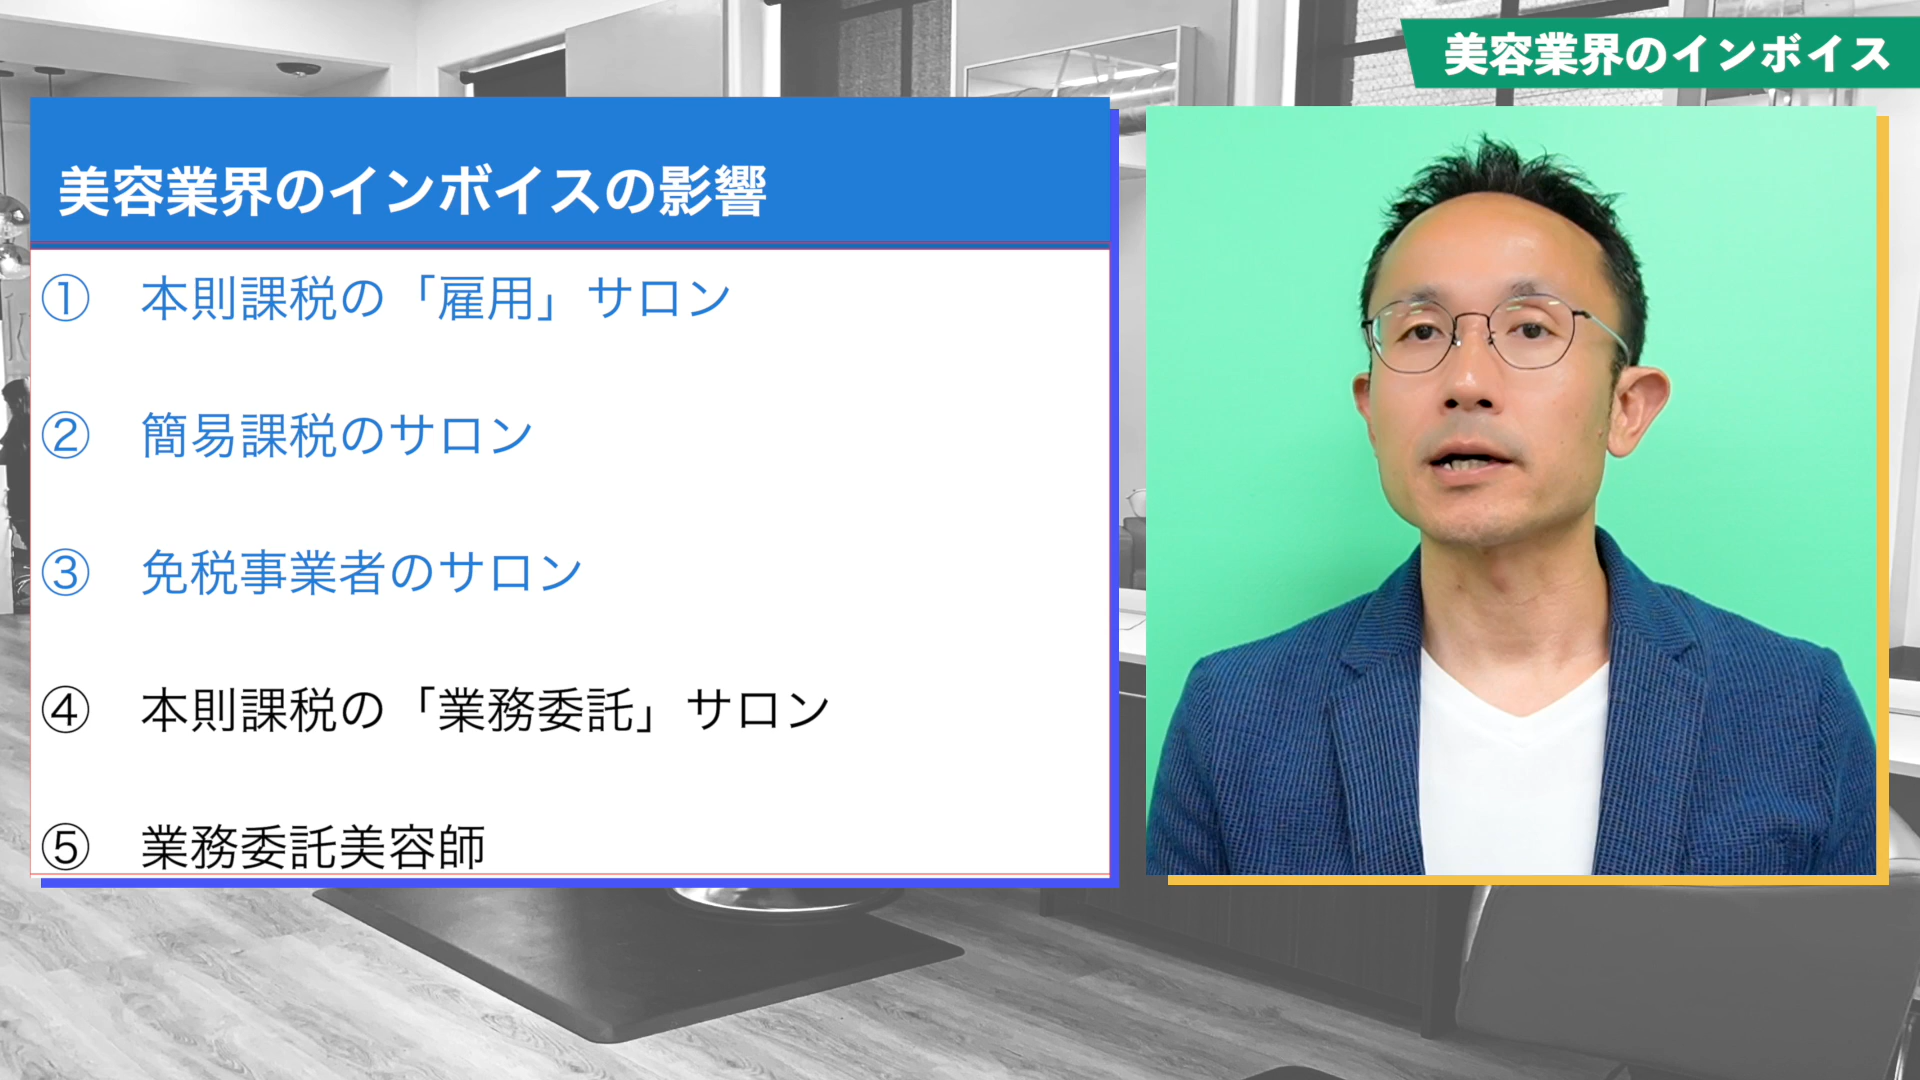 美容業界のインボイス
美容業界のインボイスの影響
① 本則課税の「雇用」サロン
② 簡易課税のサロン
③ 免税事業者のサロン
④ 本則課税の「業務委託」サロン
⑤ 業務委託美容師